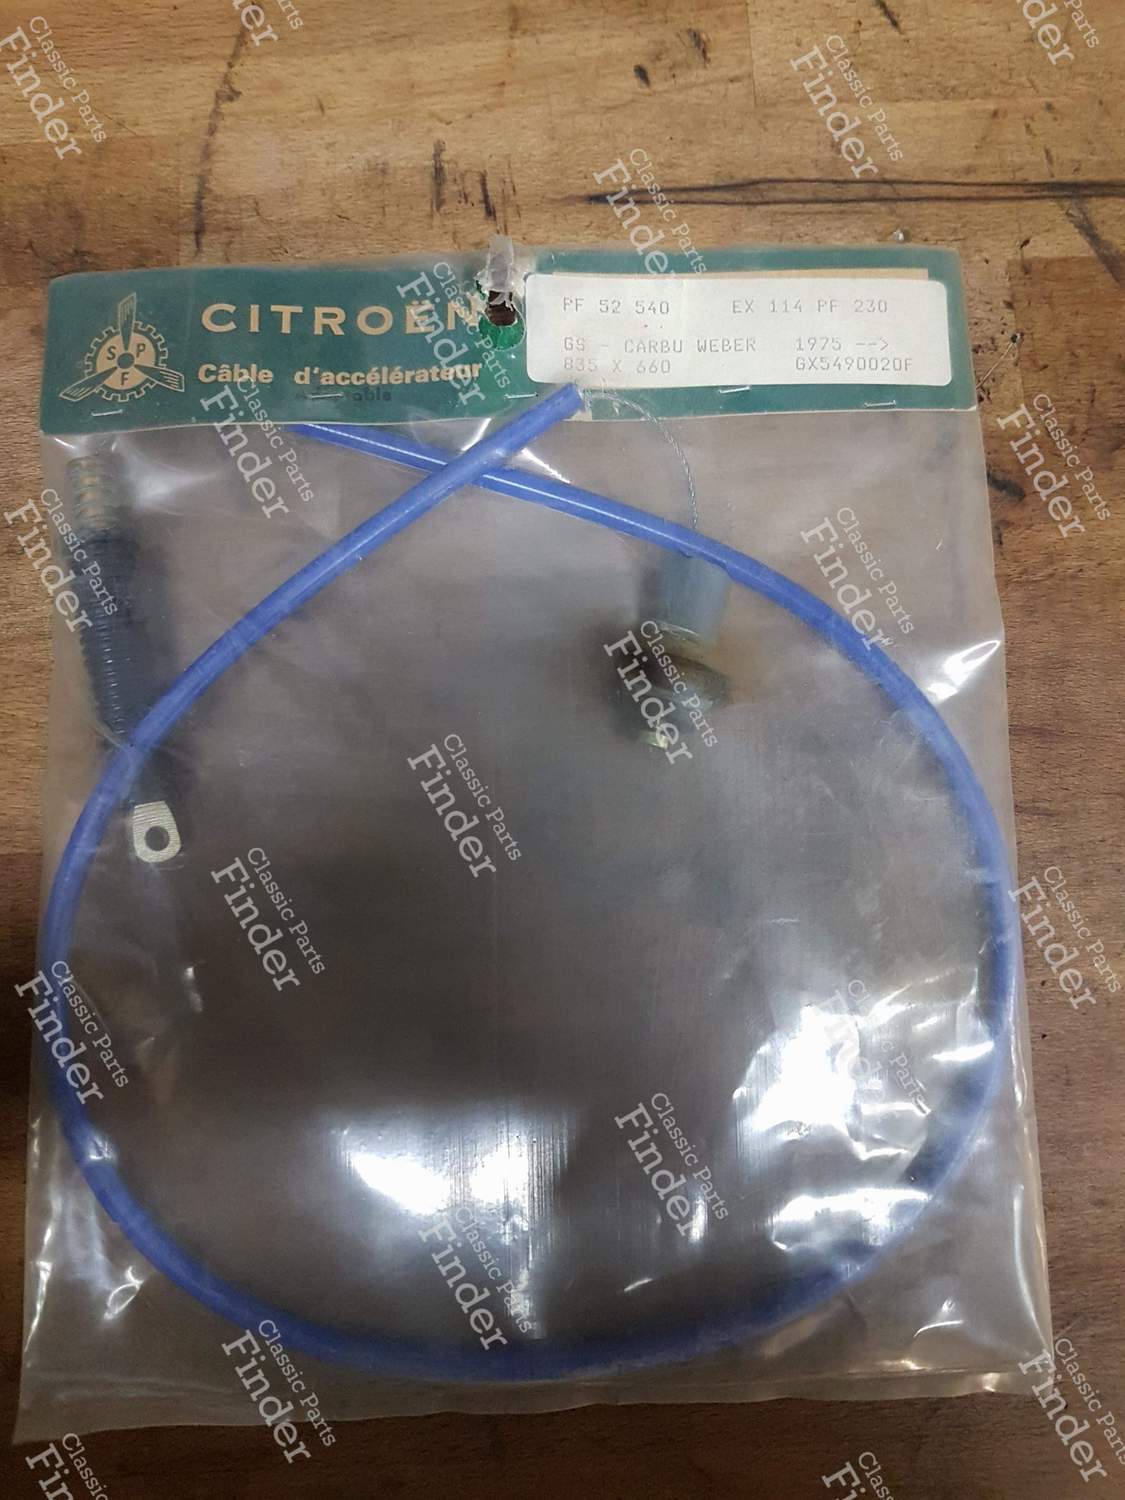 CITROËN
Câble d'accélérateur
S P F
PF 52 540 EX 114 PF 230
GS - CARBU WEBER 1975 -->
835 X 660 GX5490020F
Classic Parts
Finder